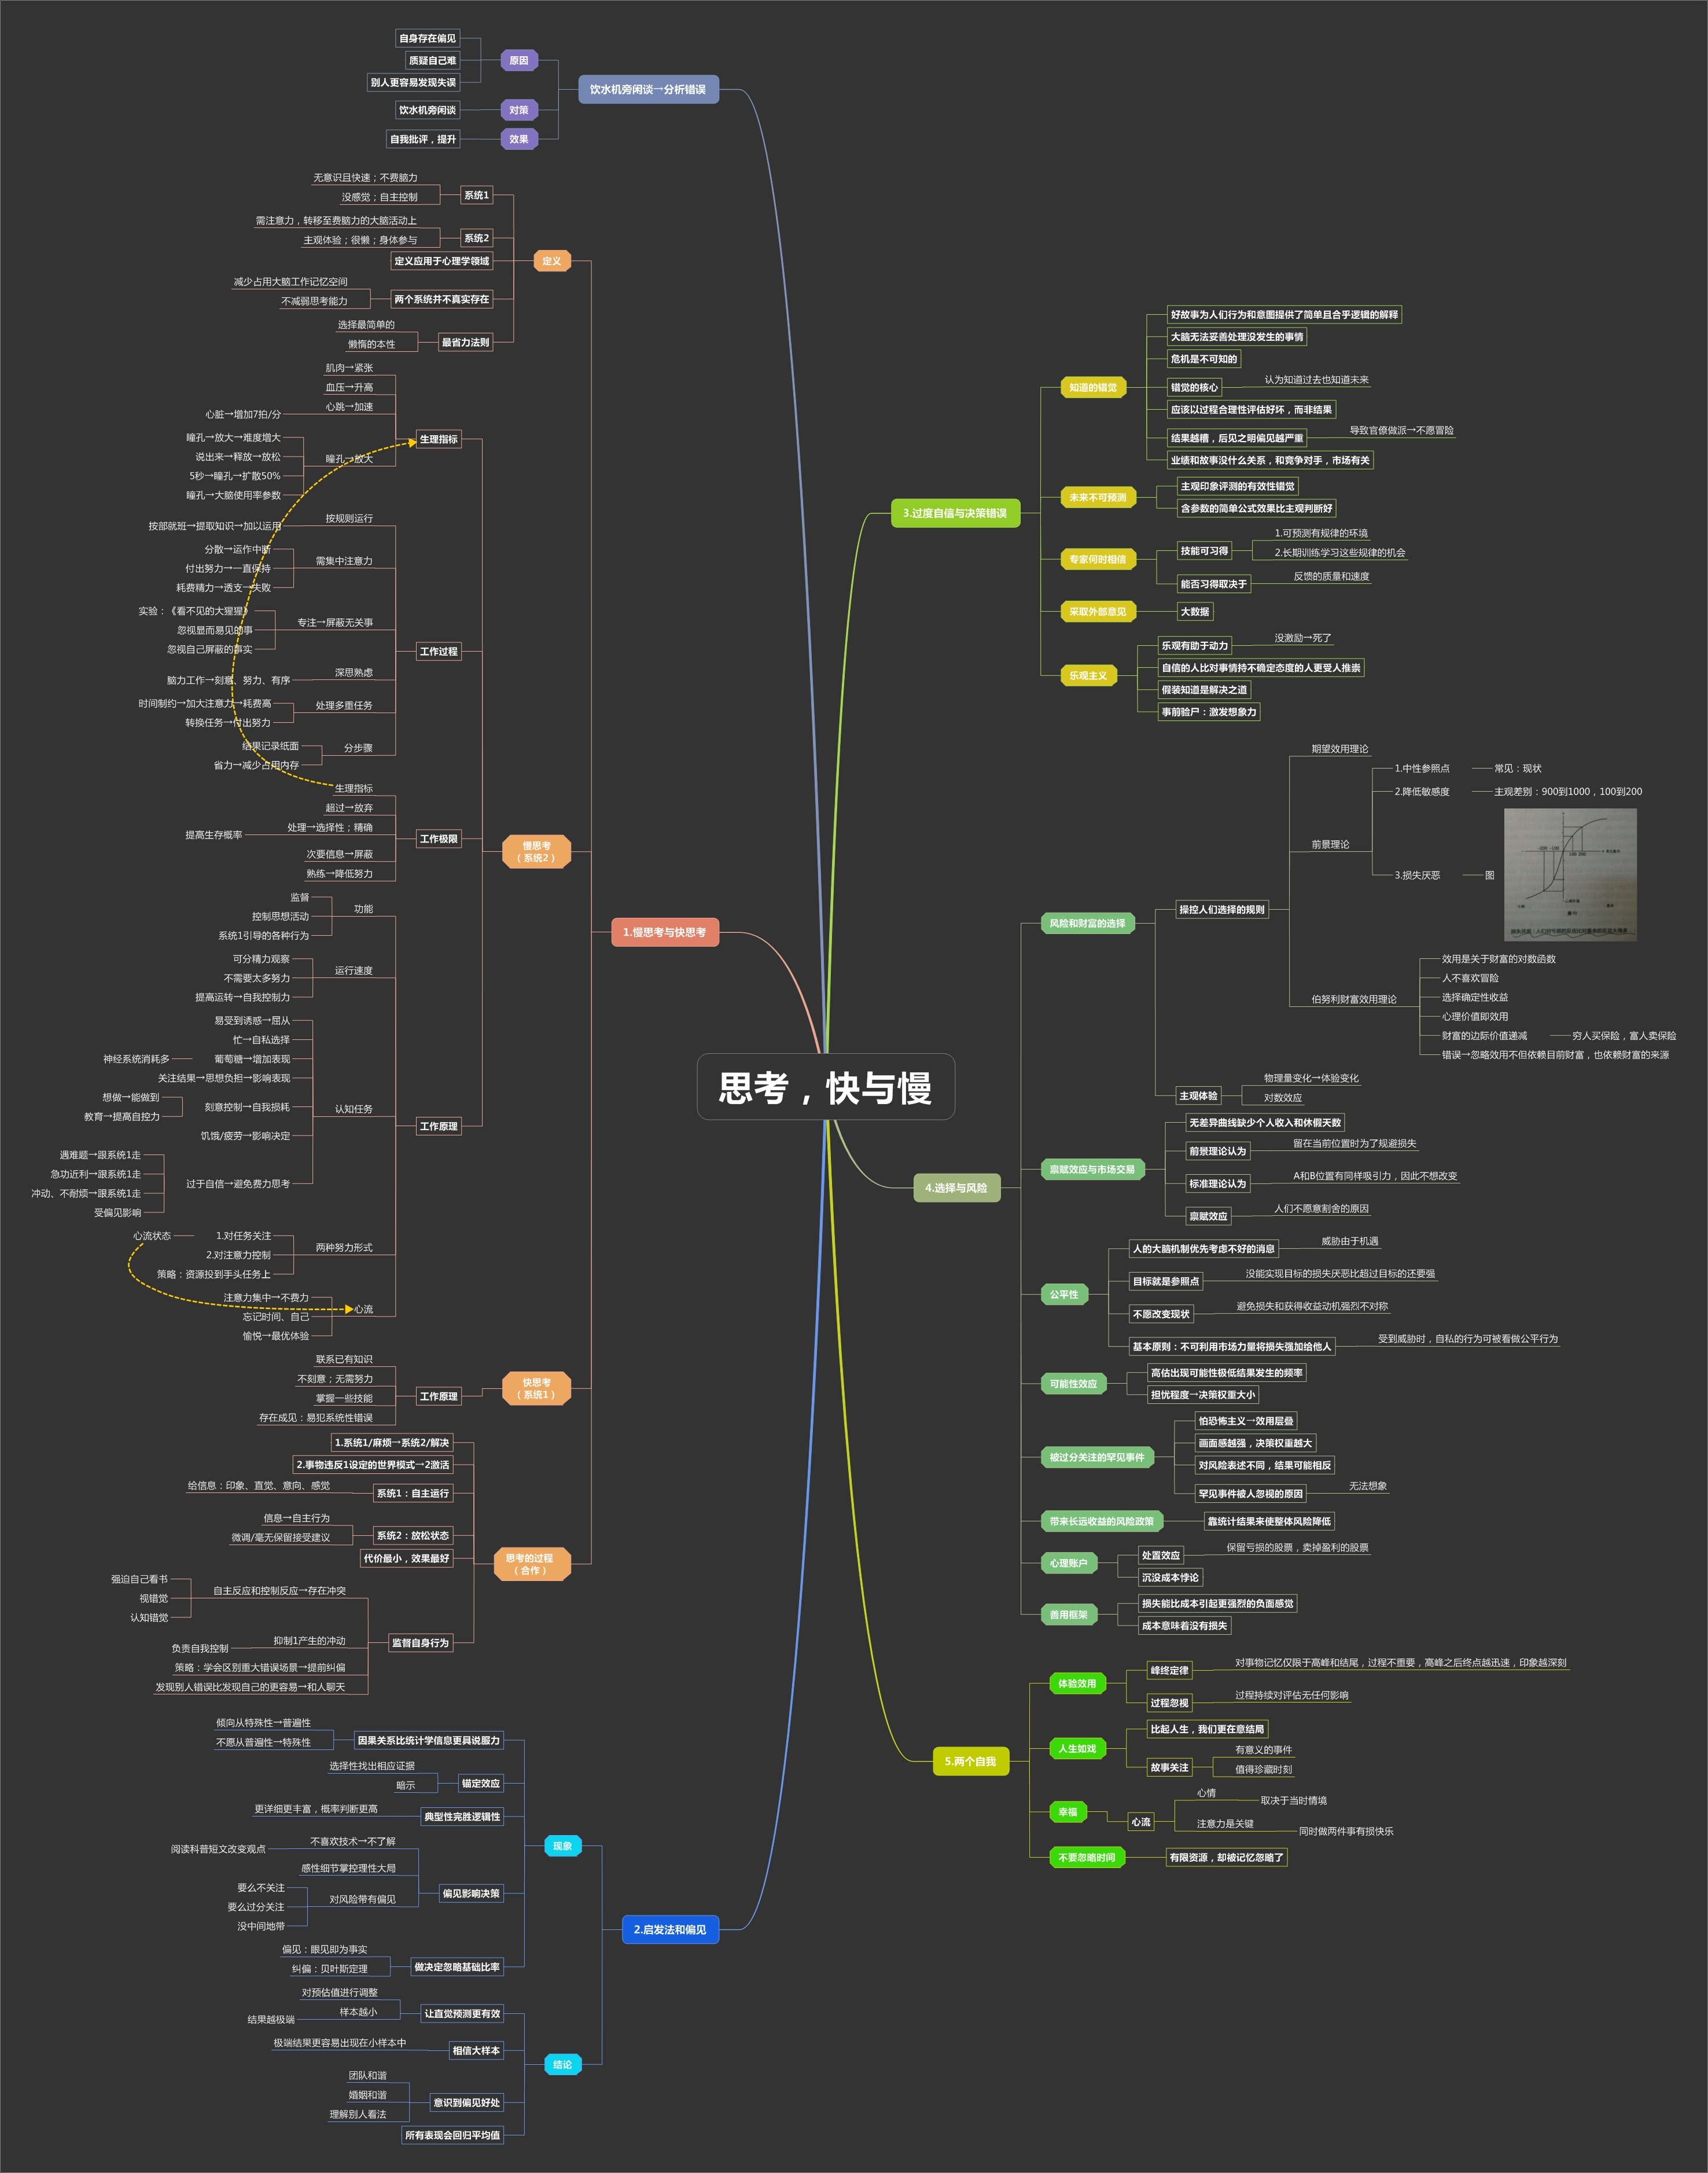 思考，快与慢
饮水机旁闲谈→分析错误
原因
自身存在偏见
质疑自己难
别人更容易发现失误
对策
饮水机旁闲谈
效果
自我批评，提升
1.慢思考与快思考
定义
系统1
无意识且快速；不费脑力
没感觉；自主控制
系统2
需注意力，转移至费脑力的大脑活动上
主观体验；很懒；身体参与
定义应用于心理学领域
两个系统并不真实存在
减少占用大脑工作记忆空间
不减弱思考能力
最省力法则
选择最简单的
懒惰的本性
慢思考
（系统2）
生理指标
肌肉→紧张
血压→升高
心跳→加速
心脏→增加7拍/分
瞳孔→放大
瞳孔→放大→难度增大
说出来→释放→放松
5秒→瞳孔→扩散50%
瞳孔→大脑使用率参数
工作过程
按规则运行
按部就班→提取知识→加以运用
需集中注意力
分散→运作中断
付出努力→一直保持
耗费精力→透支→失败
专注→屏蔽无关事
实验：《看不见的大猩猩》
忽视显而易见的事
忽视自己屏蔽的事实
深思熟虑
脑力工作→刻意、努力、有序
处理多重任务
时间制约→加大注意力→耗费高
转换任务→付出努力
分步骤
结果记录纸面
省力→减少占用内存
工作极限
生理指标
超过→放弃
处理→选择性；精确
提高生存概率
次要信息→屏蔽
熟练→降低努力
工作原理
功能
监督
控制思想活动
系统1引导的各种行为
运行速度
可分精力观察
不需要太多努力
提高运转→自我控制力
认知任务
易受到诱惑→屈从
忙→自私选择
葡萄糖→增加表现
神经系统消耗多
关注结果→思想负担→影响表现
刻意控制→自我损耗
想做→能做到
教育→提高自控力
饥饿/疲劳→影响决定
过于自信→避免费力思考
遇难题→跟系统1走
急功近利→跟系统1走
冲动、不耐烦→跟系统1走
受偏见影响
两种努力形式
1.对任务关注
心流状态
2.对注意力控制
策略：资源投到手头任务上
心流
注意力集中→不费力
忘记时间、自己
愉悦→最优体验
快思考
（系统1）
工作原理
联系已有知识
不刻意；无需努力
掌握一些技能
存在成见：易犯系统性错误
思考的过程
（合作）
1.系统1/麻烦→系统2/解决
2.事物违反1设定的世界模式→2激活
系统1：自主运行
给信息：印象、直觉、意向、感觉
系统2：放松状态
信息→自主行为
微调/毫无保留接受建议
代价最小，效果最好
监督自身行为
自主反应和控制反应→存在冲突
强迫自己看书
视错觉
认知错觉
抑制1产生的冲动
负责自我控制
策略：学会区别重大错误场景→提前纠偏
发现别人错误比发现自己的更容易→和人聊天
2.启发法和偏见
现象
因果关系比统计学信息更具说服力
倾向从特殊性→普遍性
不愿从普遍性→特殊性
锚定效应
选择性找出相应证据
暗示
典型性完胜逻辑性
更详细更丰富，概率判断更高
偏见影响决策
不喜欢技术→不了解
阅读科普短文改变观点
感性细节掌控理性大局
对风险带有偏见
要么不关注
要么过分关注
没中间地带
做决定忽略基础比率
偏见：眼见即为事实
纠偏：贝叶斯定理
结论
让直觉预测更有效
对预估值进行调整
样本越小
结果越极端
相信大样本
极端结果更容易出现在小样本中
意识到偏见好处
团队和谐
婚姻和谐
理解别人看法
所有表现会回归平均值
3.过度自信与决策错误
知道的错觉
好故事为人们行为和意图提供了简单且合乎逻辑的解释
大脑无法妥善处理没发生的事情
危机是不可知的
错觉的核心
认为知道过去也知道未来
应该以过程合理性评估好坏，而非结果
结果越糟，后见之明偏见越严重
导致官僚做派→不愿冒险
业绩和故事没什么关系，和竞争对手，市场有关
未来不可预测
主观印象评测的有效性错觉
含参数的简单公式效果比主观判断好
专家何时相信
技能可习得
1.可预测有规律的环境
2.长期训练学习这些规律的机会
能否习得取决于
反馈的质量和速度
采取外部意见
大数据
乐观主义
乐观有助于动力
没激励→死了
自信的人比对事情持不确定态度的人更受人推崇
假装知道是解决之道
事前验尸：激发想象力
4.选择与风险
风险和财富的选择
操控人们选择的规则
期望效用理论
前景理论
1.中性参照点
常见：现状
2.降低敏感度
主观差别：900到1000，100到200
3.损失厌恶
图
-200 -100
100 200
伯努利财富效用理论
效用是关于财富的对数函数
人不喜欢冒险
选择确定性收益
心理价值即效用
财富的边际价值递减
穷人买保险，富人卖保险
错误→忽略效用不但依赖目前财富，也依赖财富的来源
主观体验
物理量变化→体验变化
对数效应
禀赋效应与市场交易
无差异曲线缺少个人收入和休假天数
前景理论认为
留在当前位置时为了规避损失
标准理论认为
A和B位置有同样吸引力，因此不想改变
禀赋效应
人们不愿意割舍的原因
公平性
人的大脑机制优先考虑不好的消息
威胁由于机遇
目标就是参照点
没能实现目标的损失厌恶比超过目标的还要强
不愿改变现状
避免损失和获得收益动机强烈不对称
基本原则：不可利用市场力量将损失强加给他人
受到威胁时，自私的行为可被看做公平行为
可能性效应
高估出现可能性极低结果发生的频率
担忧程度→决策权重大小
被过分关注的罕见事件
怕恐怖主义→效用层叠
画面感越强，决策权重越大
对风险表述不同，结果可能相反
罕见事件被人忽视的原因
无法想象
带来长远收益的风险政策
靠统计结果来使整体风险降低
心理账户
处置效应
保留亏损的股票，卖掉盈利的股票
沉没成本悖论
善用框架
损失能比成本引起更强烈的负面感觉
成本意味着没有损失
5.两个自我
体验效用
峰终定律
对事物记忆仅限于高峰和结尾，过程不重要，高峰之后终点越迅速，印象越深刻
过程忽视
过程持续对评估无任何影响
人生如戏
比起人生，我们更在意结局
故事关注
有意义的事件
值得珍藏时刻
幸福
心流
心情
取决于当时情境
注意力是关键
同时做两件事有损快乐
不要忽略时间
有限资源，却被记忆忽略了